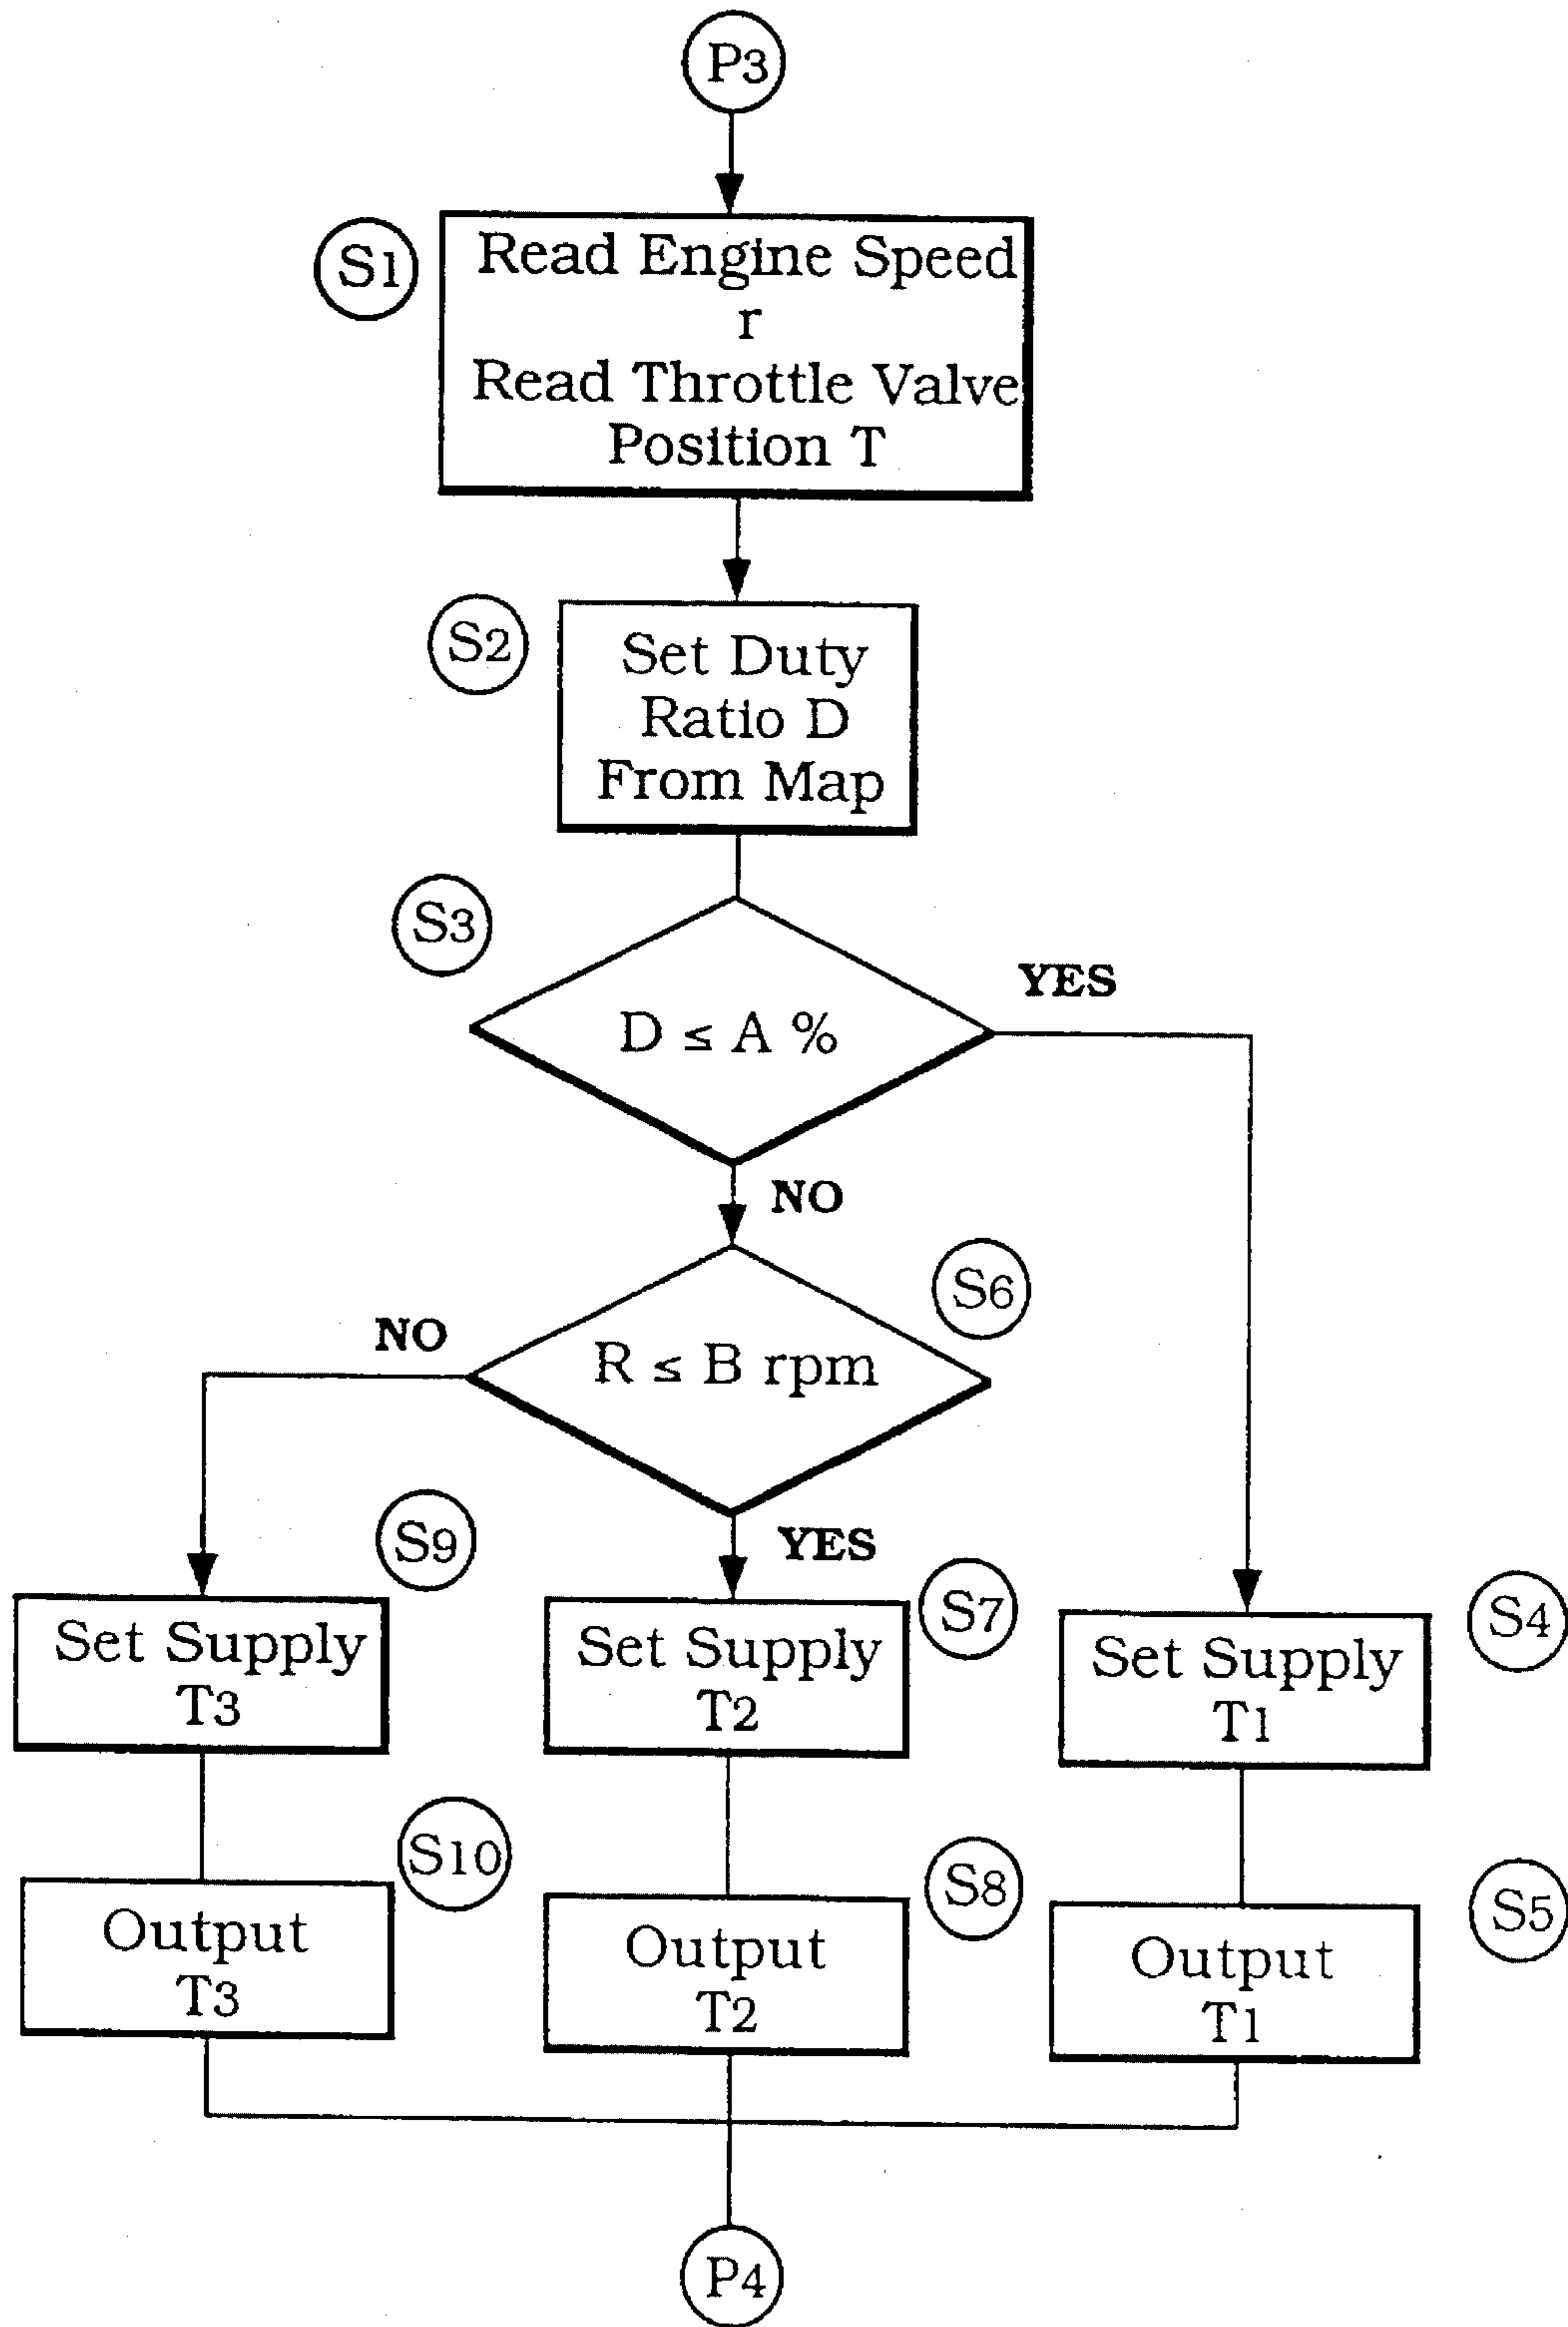 P3
S1
Read Engine Speed
r
Read Throttle Valve
Position T
S2
Set Duty
Ratio D
From Map
S3
D ≤ A %
YES
NO
S6
R ≤ B rpm
NO
YES
S9
Set Supply
T3
S7
Set Supply
T2
S4
Set Supply
T1
S10
Output
T3
S8
Output
T2
S5
Output
T1
P4